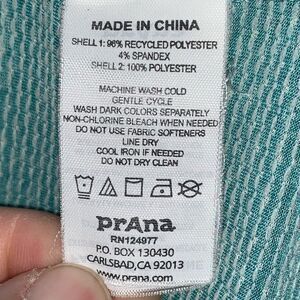 MADE IN CHINA
SHELL 1: 96% RECYCLED POLYESTER
4% SPANDEX
SHELL 2: 100% POLYESTER
MACHINE WASH COLD
GENTLE CYCLE
WASH DARK COLORS SEPARATELY
NON-CHLORINE BLEACH WHEN NEEDED
DO NOT USE FABRIC SOFTENERS
LINE DRY
COOL IRON IF NEEDED
DO NOT DRY CLEAN
prAna
RN124977
P.O. BOX 130430
CARLSBAD, CA 92013
www.prana.com